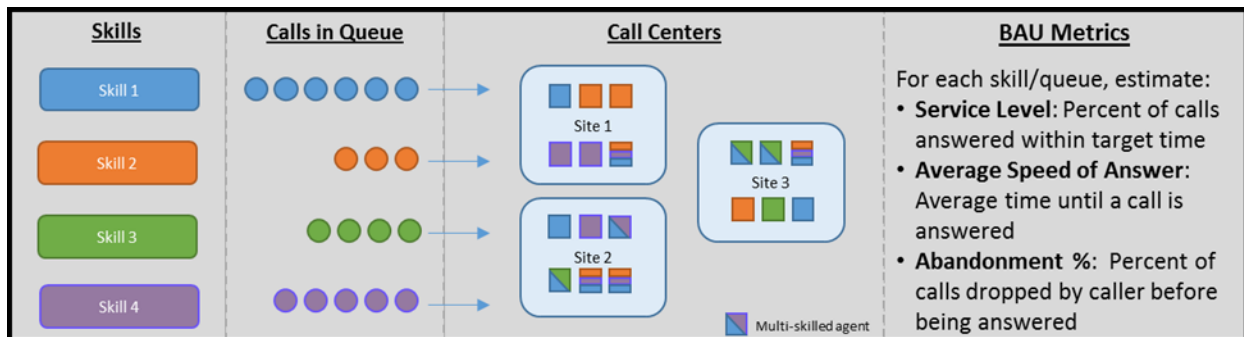 Skills
Calls in Queue
Call Centers
BAU Metrics
Skill 1
Skill 2
Skill 3
Skill 4
Site 1
Site 2
Site 3
Multi-skilled agent
For each skill/queue, estimate:
• Service Level: Percent of calls
answered within target time
• Average Speed of Answer:
Average time until a call is
answered
• Abandonment %: Percent of
calls dropped by caller before
being answered